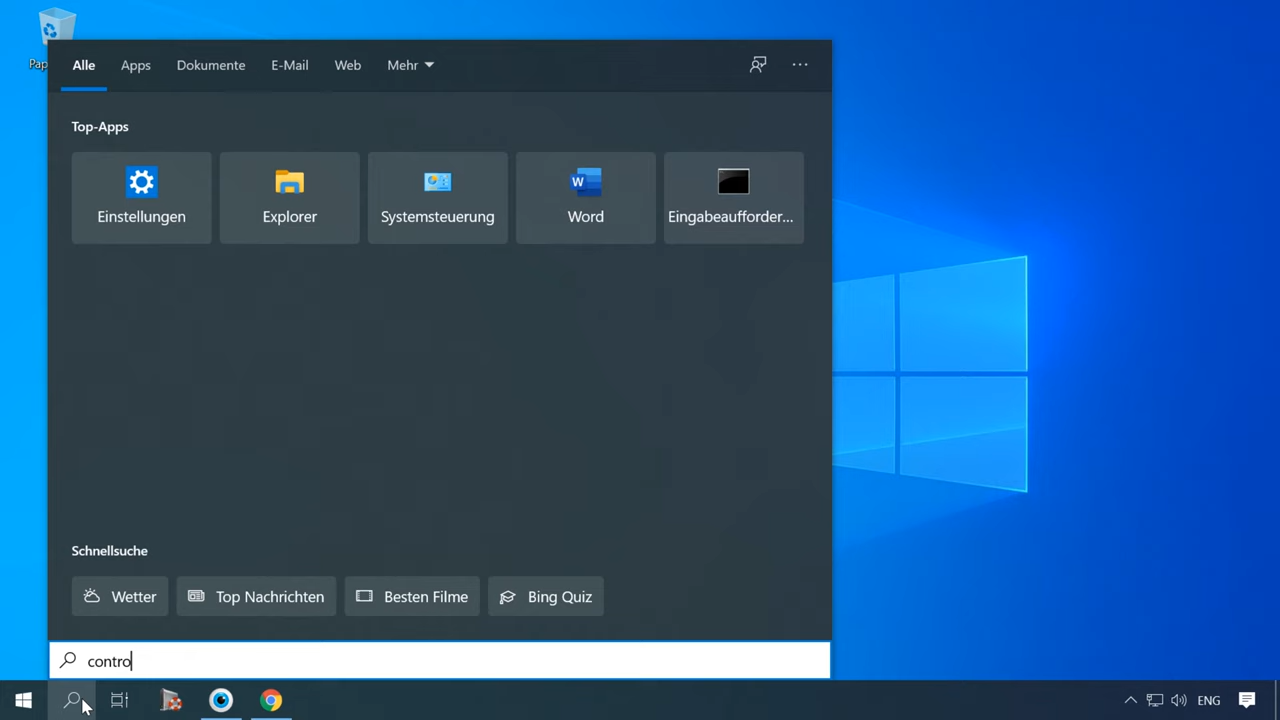 Pap
Alle Apps Dokumente E-Mail Web Mehr
Top-Apps
Einstellungen Explorer Systemsteuerung Word Eingabeaufforder...
Schnellsuche
Wetter Top Nachrichten Besten Filme Bing Quiz
contro
ENG